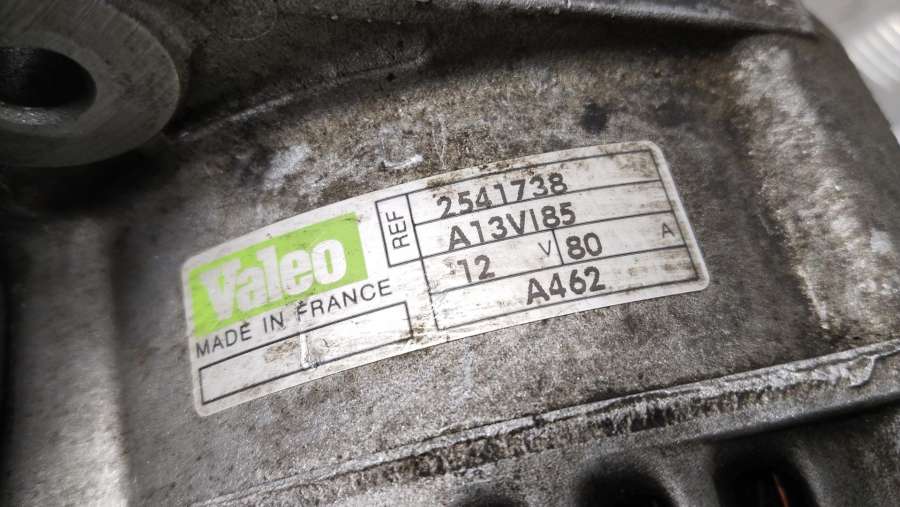 Valeo
MADE IN FRANCE
REF
2541738
A13VI85
12 V 80 A
A462